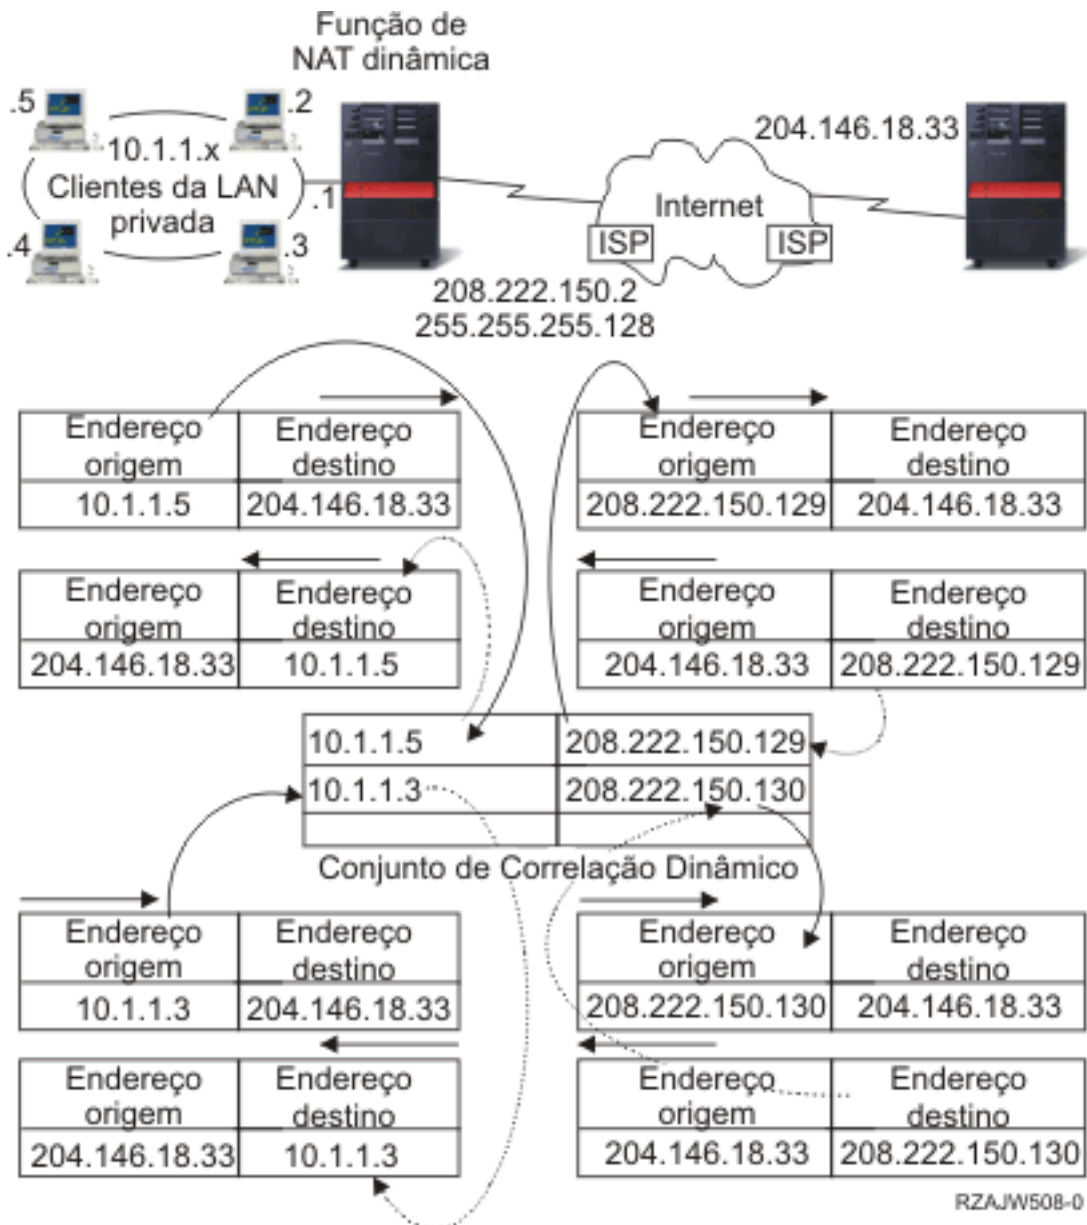 Função de
NAT dinâmica
.5
.2
10.1.1.x
Clientes da LAN
privada
.1
.4
.3
204.146.18.33
Internet
ISP
ISP
208.222.150.2
255.255.255.128
Endereço origem
Endereço destino
10.1.1.5
204.146.18.33
Endereço origem
Endereço destino
208.222.150.129
204.146.18.33
Endereço origem
Endereço destino
204.146.18.33
10.1.1.5
Endereço origem
Endereço destino
204.146.18.33
208.222.150.129
10.1.1.5
208.222.150.129
10.1.1.3
208.222.150.130
Conjunto de Correlação Dinâmico
Endereço origem
Endereço destino
10.1.1.3
204.146.18.33
Endereço origem
Endereço destino
208.222.150.130
204.146.18.33
Endereço origem
Endereço destino
204.146.18.33
10.1.1.3
Endereço origem
Endereço destino
204.146.18.33
208.222.150.130
RZAJW508-0